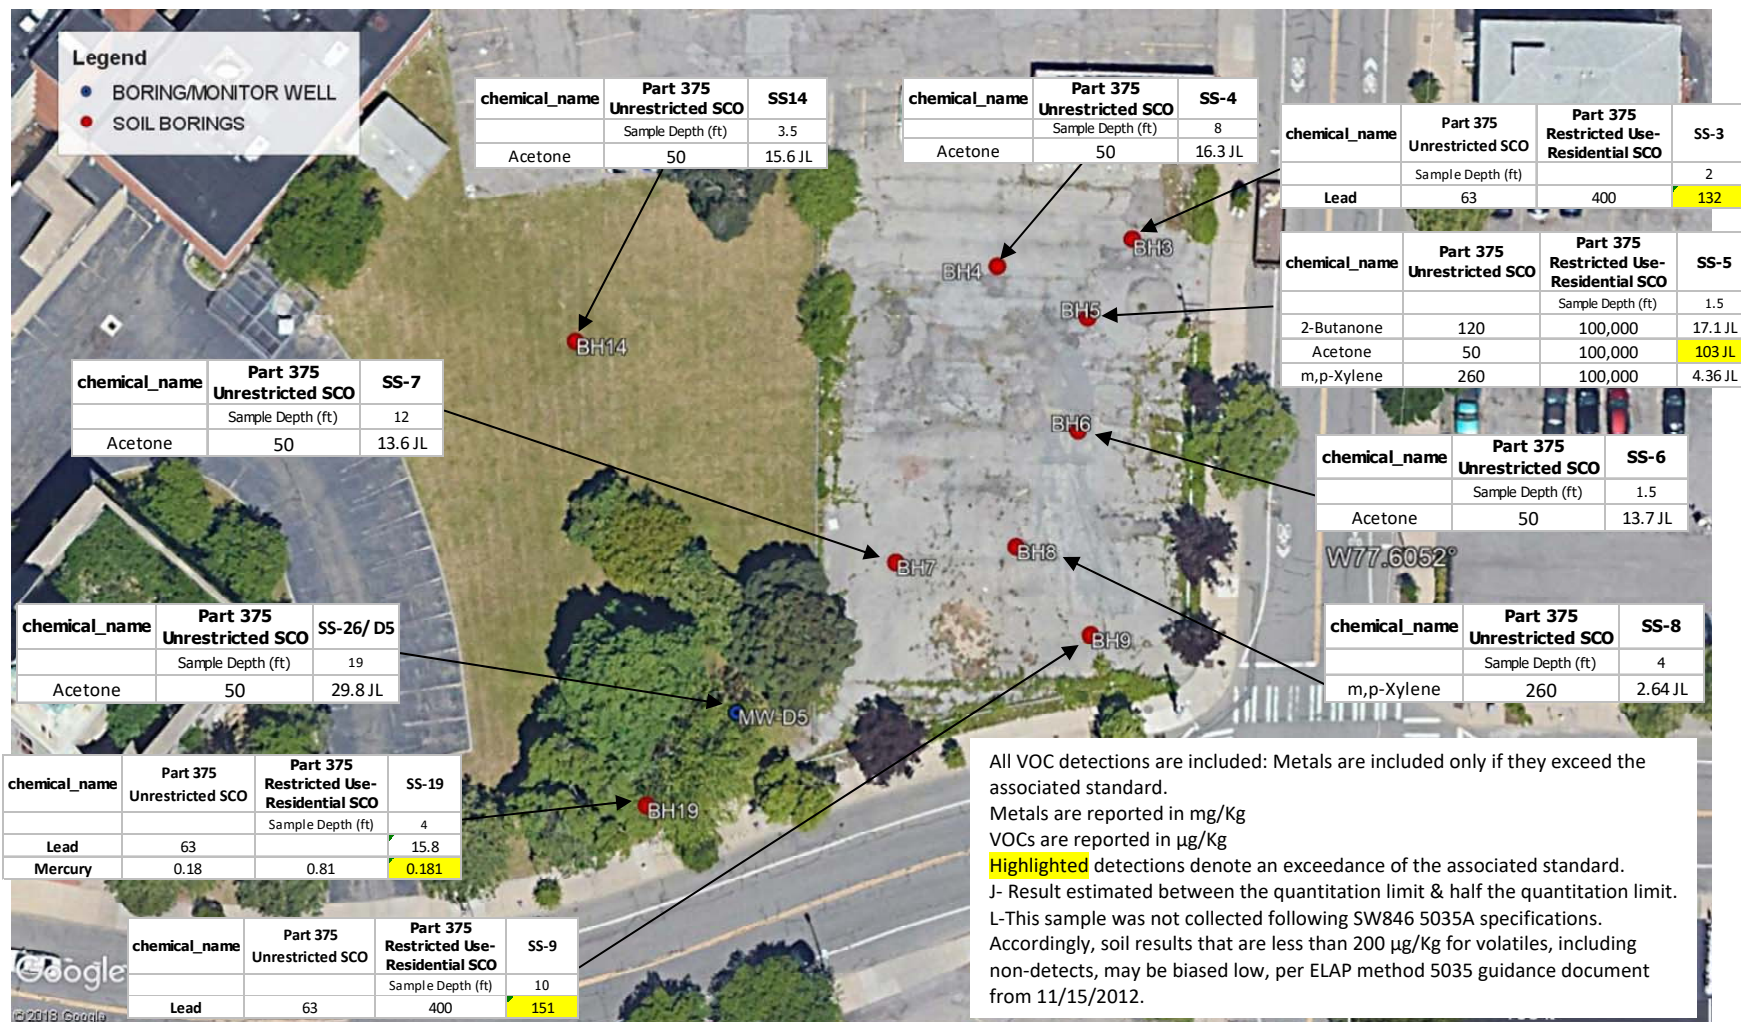 Legend
BORING/MONITOR WELL
SOIL BORINGS
chemical_name Part 375 Unrestricted SCO SS14
Sample Depth (ft) 3.5
Acetone 50 15.6 JL
chemical_name Part 375 Unrestricted SCO SS-4
Sample Depth (ft) 8
Acetone 50 16.3 JL
chemical_name Part 375 Unrestricted SCO Part 375 Restricted Use-Residential SCO SS-3
Sample Depth (ft) 2
Lead 63 400 132
chemical_name Part 375 Unrestricted SCO Part 375 Restricted Use-Residential SCO SS-5
Sample Depth (ft) 1.5
2-Butanone 120 100,000 17.1 JL
Acetone 50 100,000 103 JL
m,p-Xylene 260 100,000 4.36 JL
BH3
BH4
BH5
BH14
chemical_name Part 375 Unrestricted SCO SS-7
Sample Depth (ft) 12
Acetone 50 13.6 JL
BH6
chemical_name Part 375 Unrestricted SCO SS-6
Sample Depth (ft) 1.5
Acetone 50 13.7 JL
BH8
BH7
W77.6052°
chemical_name Part 375 Unrestricted SCO SS-26/ D5
Sample Depth (ft) 19
Acetone 50 29.8 JL
BH9
chemical_name Part 375 Unrestricted SCO SS-8
Sample Depth (ft) 4
m,p-Xylene 260 2.64 JL
MW-D5
chemical_name Part 375 Unrestricted SCO Part 375 Restricted Use-Residential SCO SS-19
Sample Depth (ft) 4
Lead 63 15.8
Mercury 0.18 0.81 0.181
BH19
All VOC detections are included: Metals are included only if they exceed the
associated standard.
Metals are reported in mg/Kg
VOCs are reported in µg/Kg
Highlighted detections denote an exceedance of the associated standard.
J- Result estimated between the quantitation limit & half the quantitation limit.
L-This sample was not collected following SW846 5035A specifications.
Accordingly, soil results that are less than 200 µg/Kg for volatiles, including
non-detects, may be biased low, per ELAP method 5035 guidance document
from 11/15/2012.
chemical_name Part 375 Unrestricted SCO Part 375 Restricted Use-Residential SCO SS-9
Sample Depth (ft) 10
Lead 63 400 151
Google
© 2018 Google